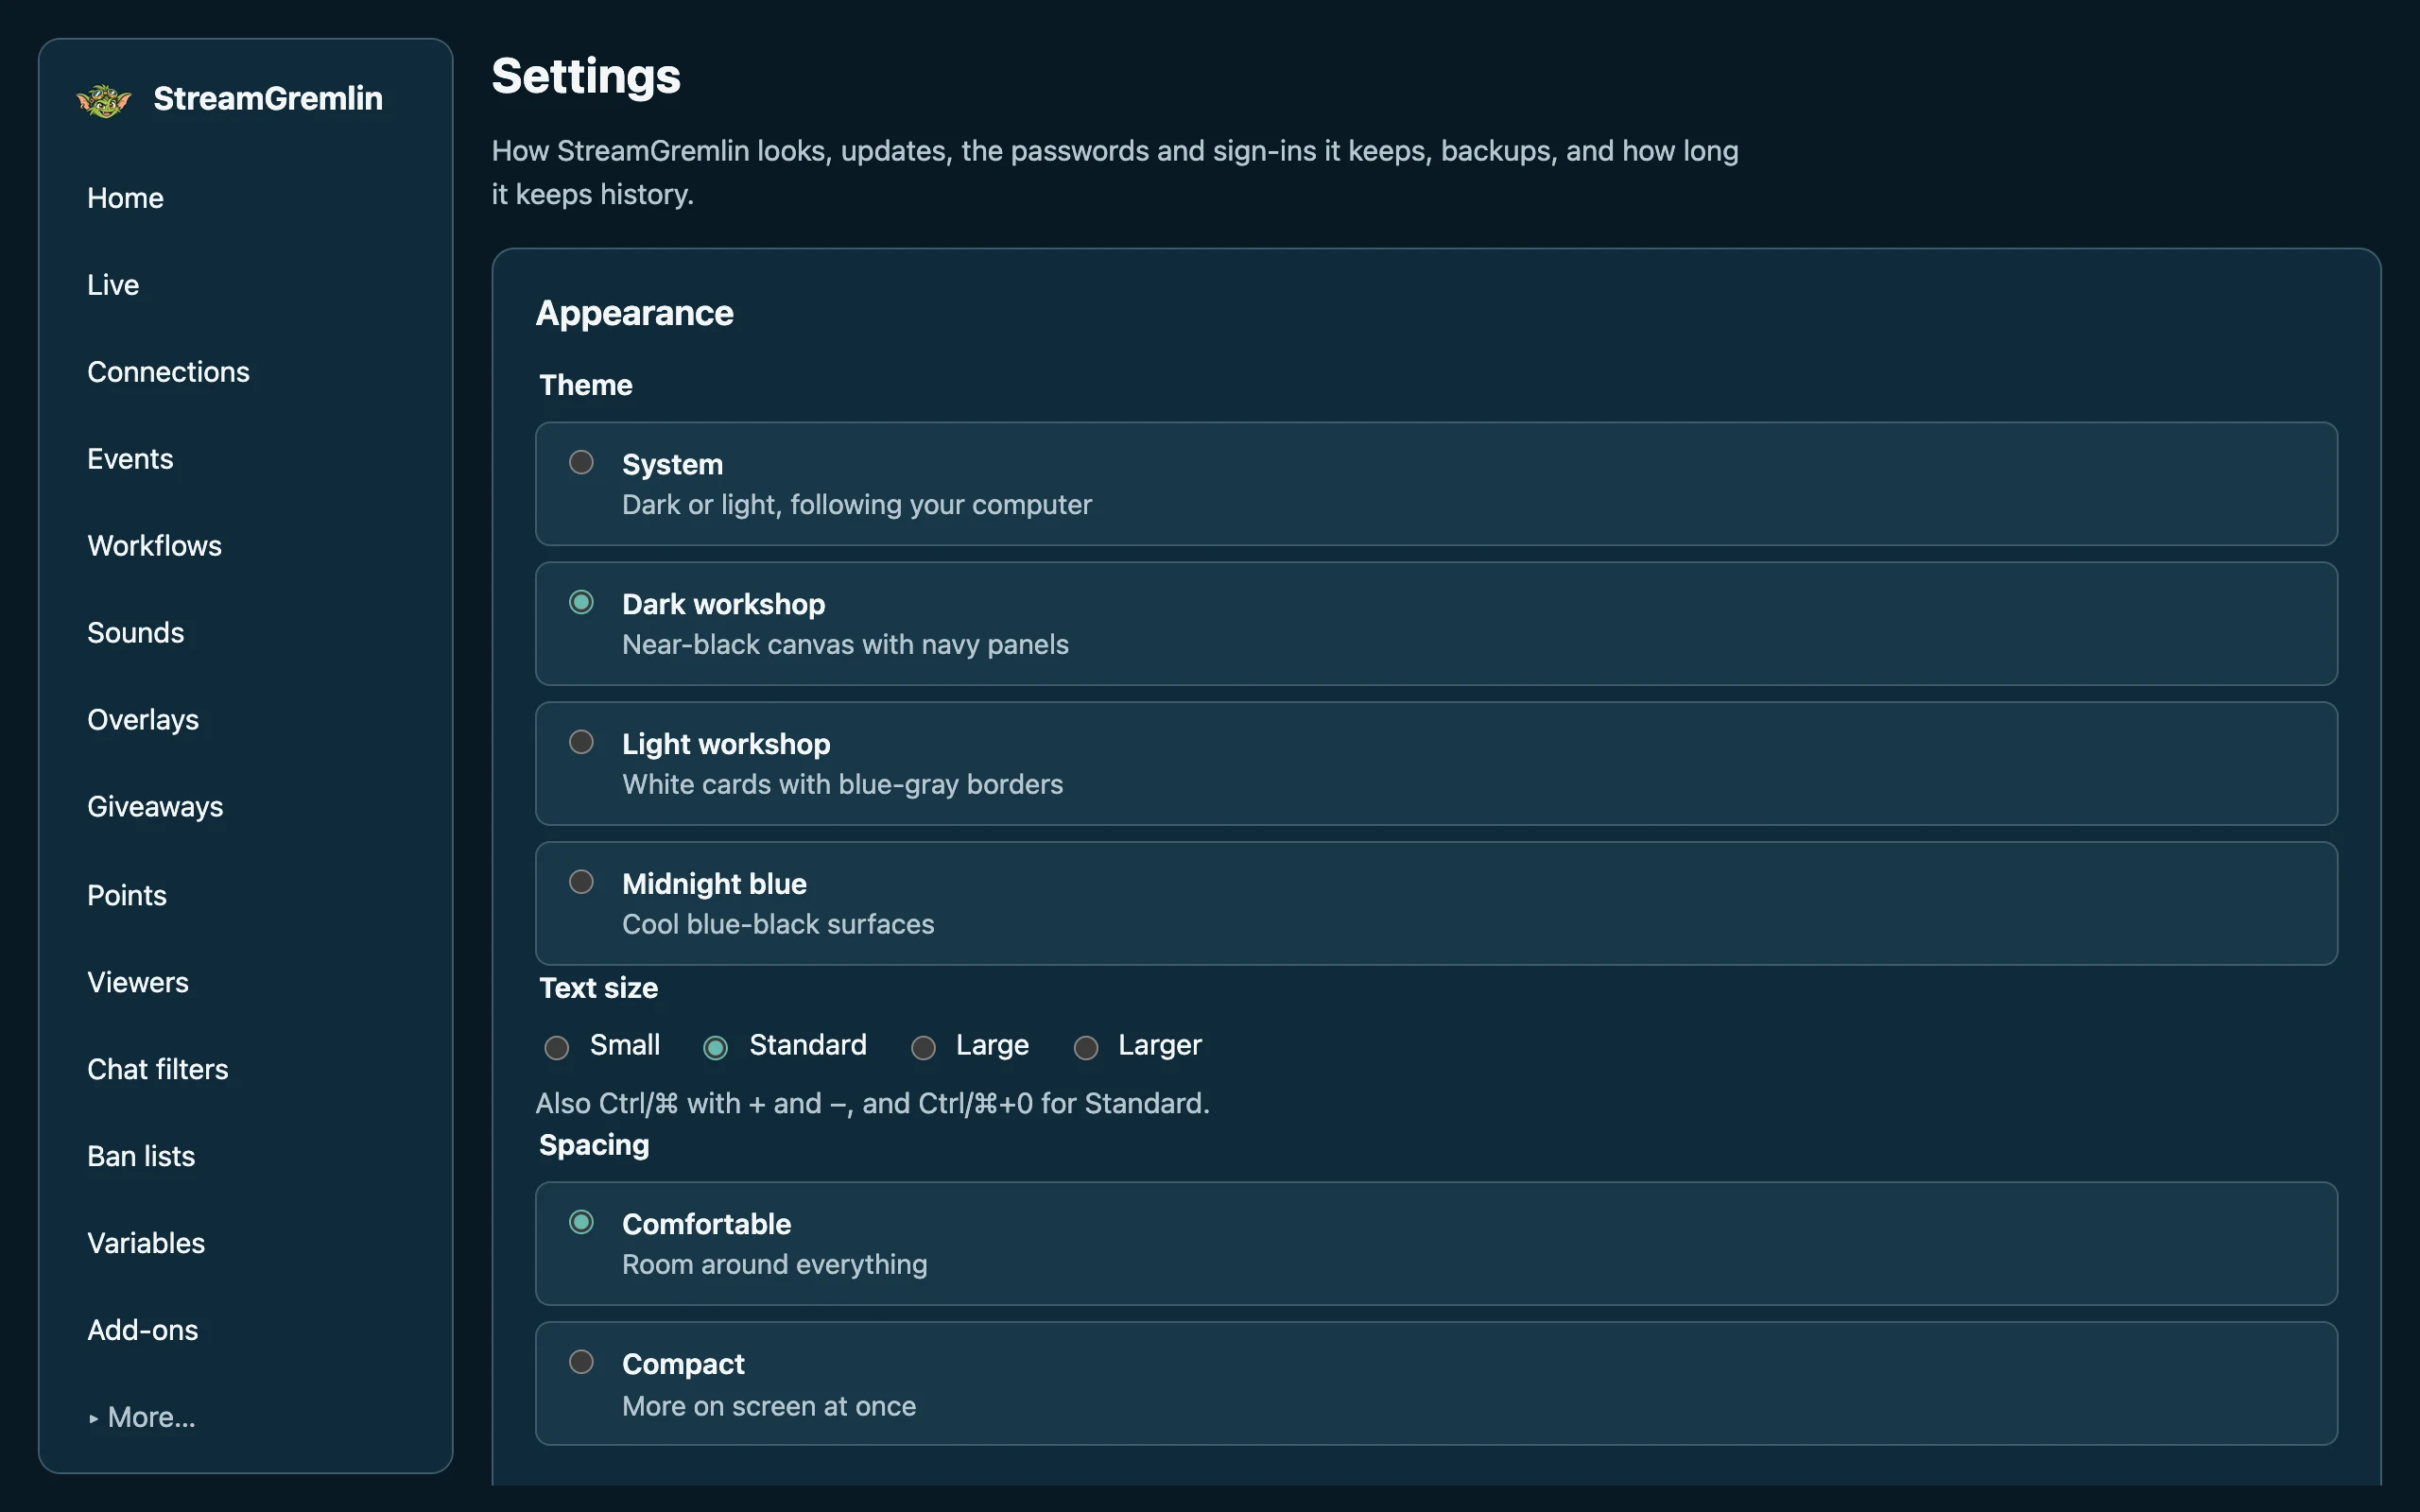 StreamGremlin
Home
Live
Connections
Events
Workflows
Sounds
Overlays
Giveaways
Points
Viewers
Chat filters
Ban lists
Variables
Add-ons
▸ More...
Settings
How StreamGremlin looks, updates, the passwords and sign-ins it keeps, backups, and how long
it keeps history.
Appearance
Theme
System
Dark or light, following your computer
Dark workshop
Near-black canvas with navy panels
Light workshop
White cards with blue-gray borders
Midnight blue
Cool blue-black surfaces
Text size
Small Standard Large Larger
Also Ctrl/⌘ with + and −, and Ctrl/⌘+0 for Standard.
Spacing
Comfortable
Room around everything
Compact
More on screen at once